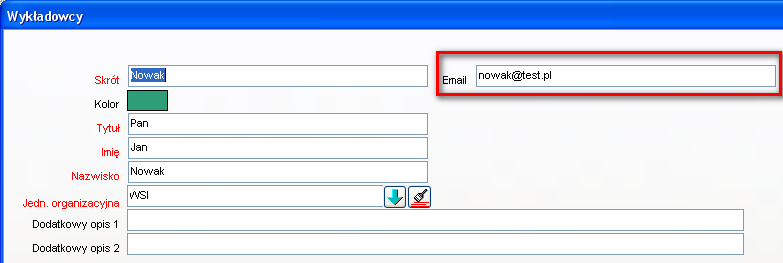 Wykładowcy
Skrót Nowak Email nowak@test.pl
Kolor
Tytuł Pan
Imię Jan
Nazwisko Nowak
Jedn. organizacyjna WSI
Dodatkowy opis 1
Dodatkowy opis 2